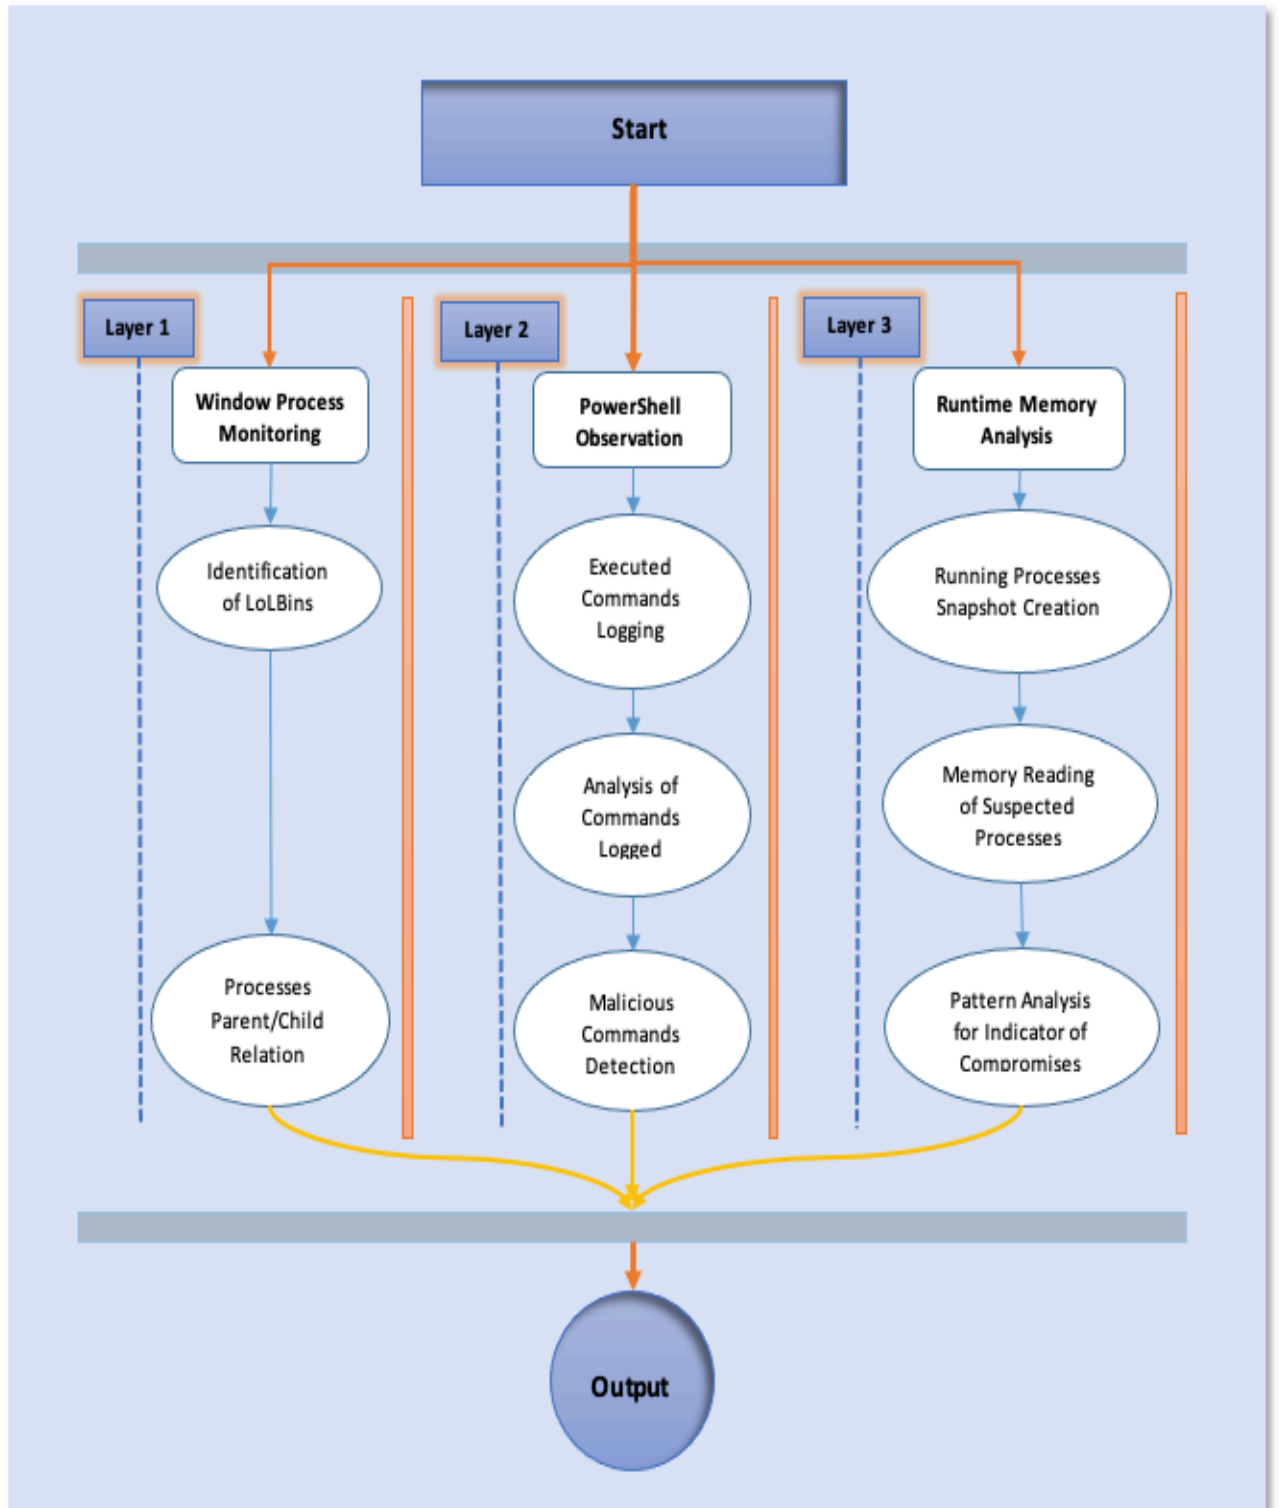 Start
Layer 1
Window Process
Monitoring
Identification
of LoLBins
Processes
Parent/Child
Relation
Layer 2
PowerShell
Observation
Executed
Commands
Logging
Analysis of
Commands
Logged
Malicious
Commands
Detection
Layer 3
Runtime Memory
Analysis
Running Processes
Snapshot Creation
Memory Reading
of Suspected
Processes
Pattern Analysis
for Indicator of
Compromises
Output